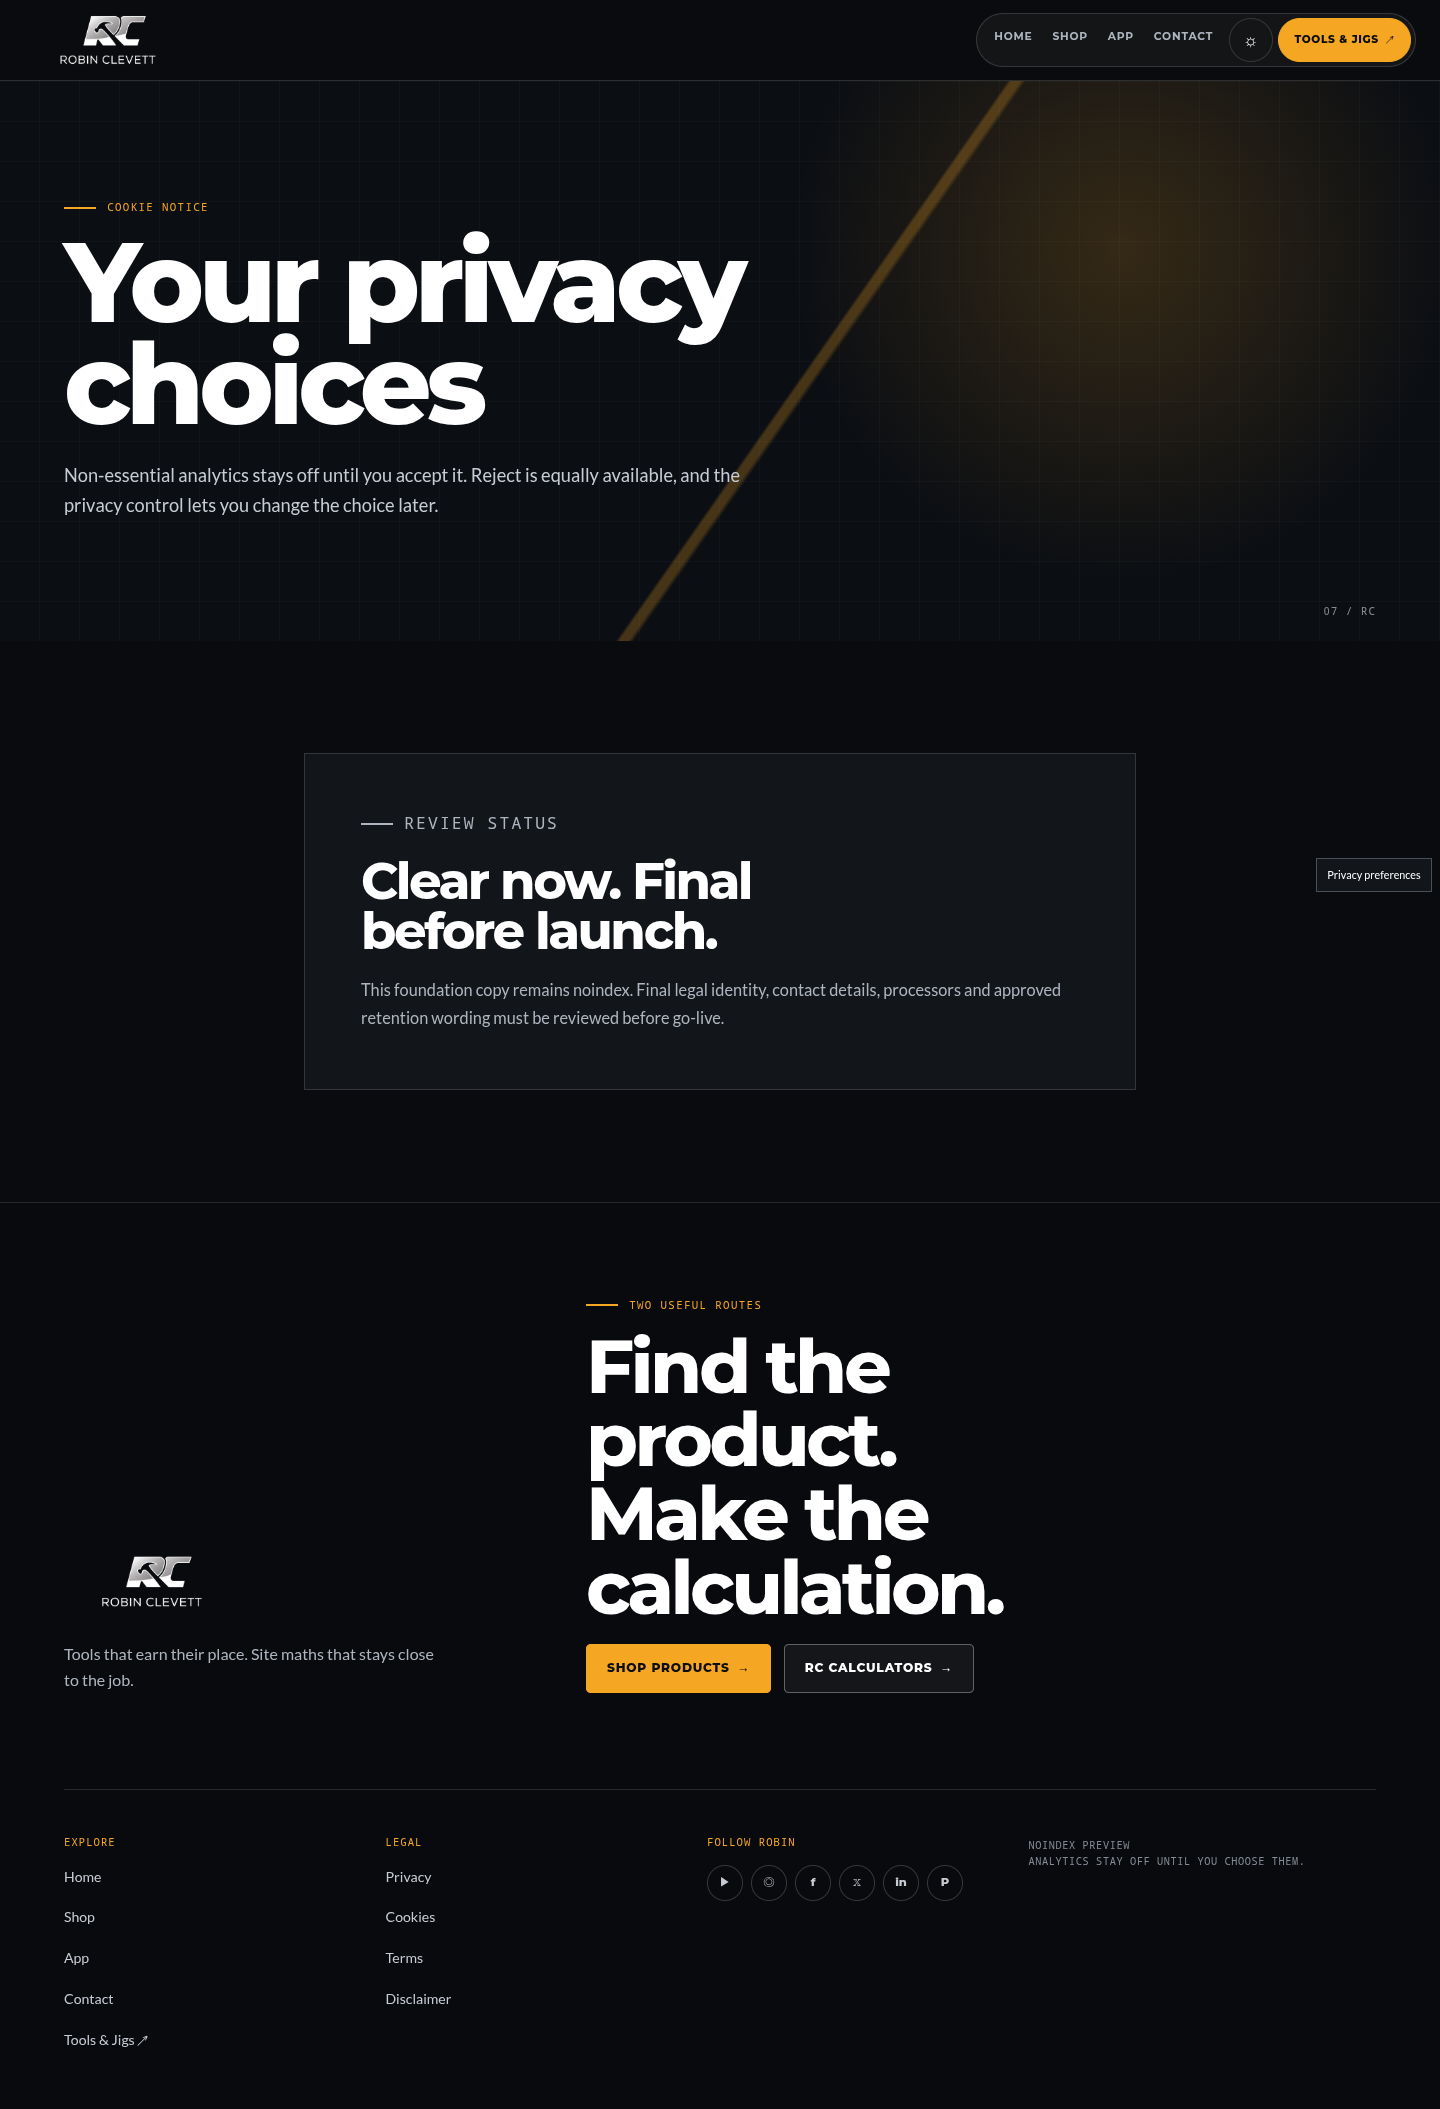 RC
ROBIN CLEVETT
HOME SHOP APP CONTACT ☼ TOOLS & JIGS ↗
COOKIE NOTICE
Your privacy
choices
Non-essential analytics stays off until you accept it. Reject is equally available, and the
privacy control lets you change the choice later.
07 / RC
REVIEW STATUS
Clear now. Final
before launch.
This foundation copy remains noindex. Final legal identity, contact details, processors and approved
retention wording must be reviewed before go-live.
Privacy preferences
TWO USEFUL ROUTES
Find the
product.
Make the
calculation.
RC
ROBIN CLEVETT
Tools that earn their place. Site maths that stays close
to the job.
SHOP PRODUCTS →
RC CALCULATORS →
EXPLORE
Home
Shop
App
Contact
Tools & Jigs ↗
LEGAL
Privacy
Cookies
Terms
Disclaimer
FOLLOW ROBIN
▶ ◎ f 𝕏 in P
NOINDEX PREVIEW
ANALYTICS STAY OFF UNTIL YOU CHOOSE THEM.